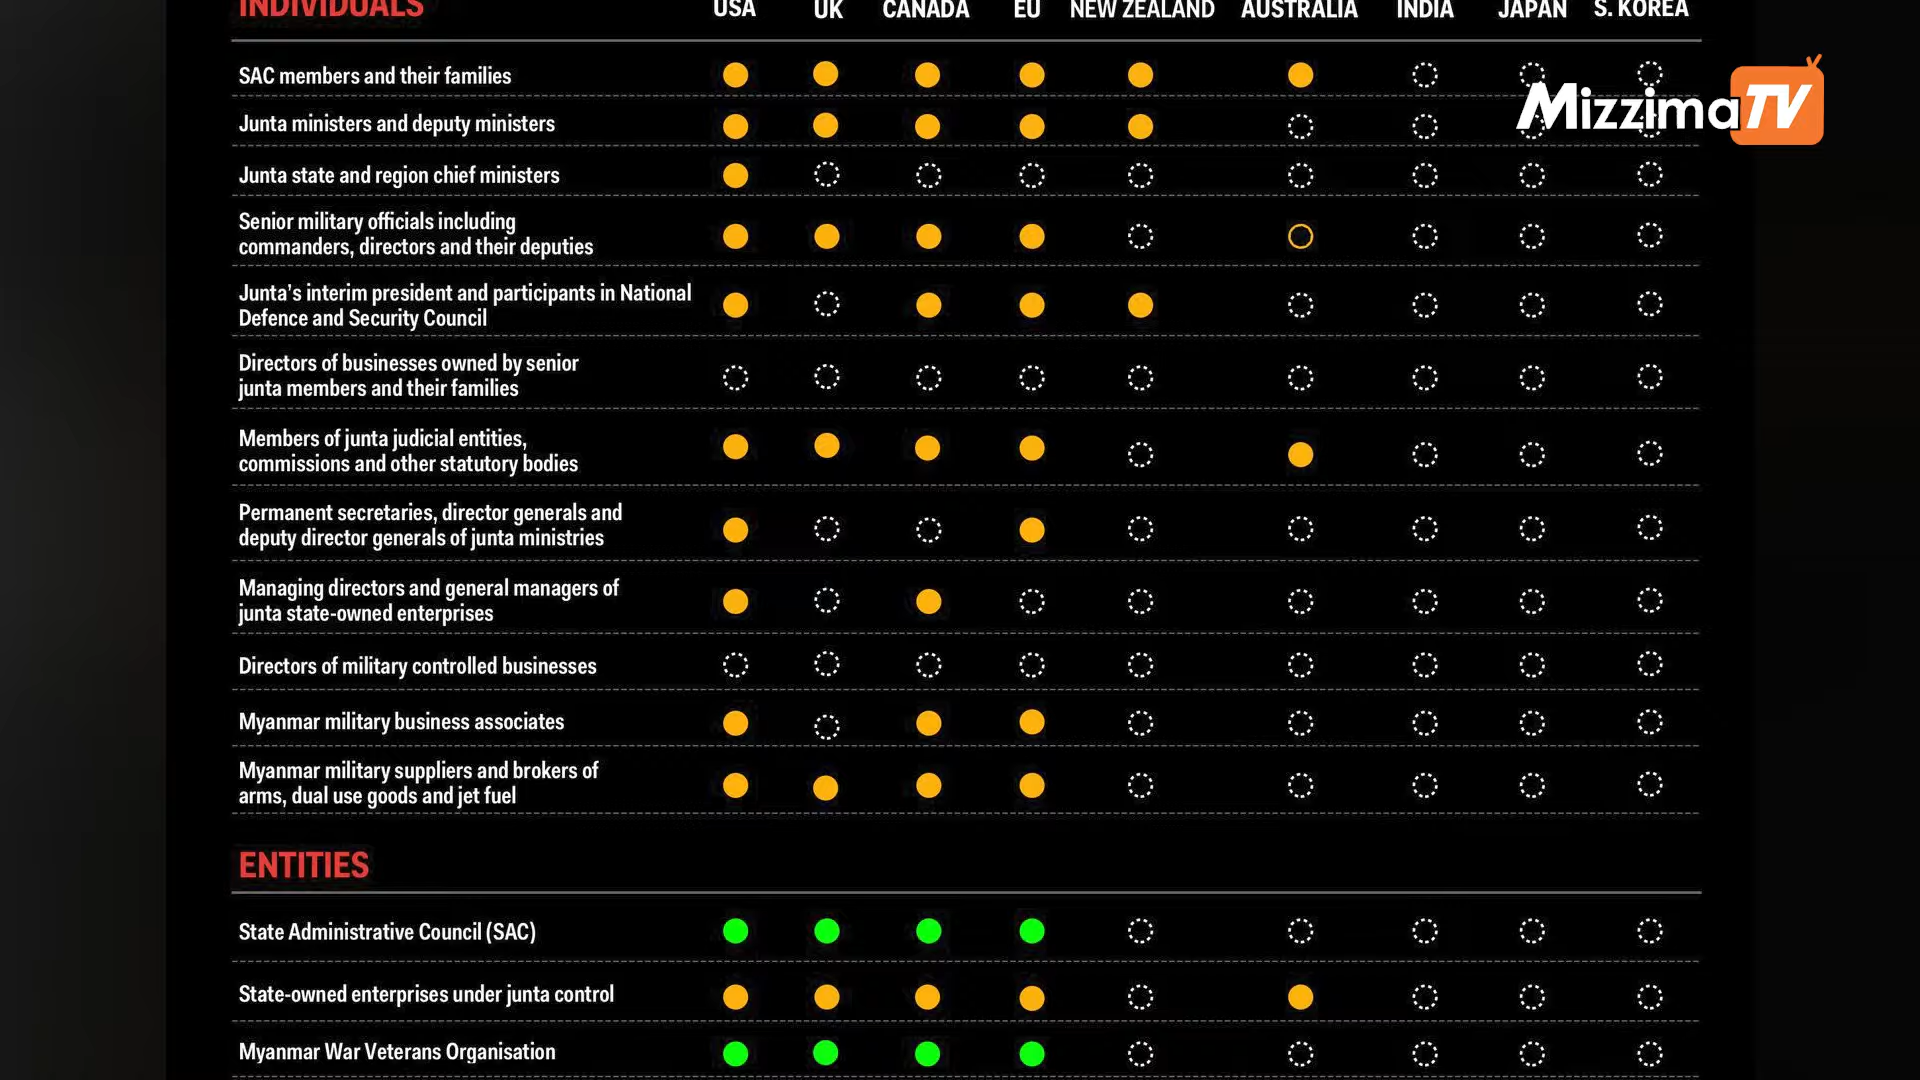 INDIVIDUALS USA UK CANADA EU NEW ZEALAND AUSTRALIA INDIA JAPAN S. KOREA
MizzimaTV
SAC members and their families
Junta ministers and deputy ministers
Junta state and region chief ministers
Senior military officials including
commanders, directors and their deputies
Junta's interim president and participants in National
Defence and Security Council
Directors of businesses owned by senior
junta members and their families
Members of junta judicial entities,
commissions and other statutory bodies
Permanent secretaries, director generals and
deputy director generals of junta ministries
Managing directors and general managers of
junta state-owned enterprises
Directors of military controlled businesses
Myanmar military business associates
Myanmar military suppliers and brokers of
arms, dual use goods and jet fuel
ENTITIES
State Administrative Council (SAC)
State-owned enterprises under junta control
Myanmar War Veterans Organisation